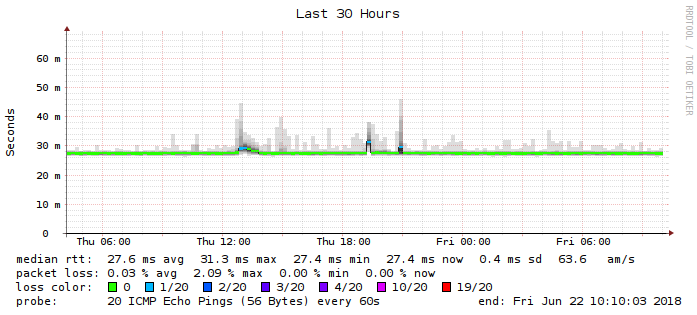 Last 30 Hours
RRDTOOL / TOBI OETIKER
Seconds
60 m
50 m
40 m
30 m
20 m
10 m
0
Thu 06:00 Thu 12:00 Thu 18:00 Fri 00:00 Fri 06:00
median rtt: 27.6 ms avg 31.3 ms max 27.4 ms min 27.4 ms now 0.4 ms sd 63.6 am/s
packet loss: 0.03 % avg 2.09 % max 0.00 % min 0.00 % now
loss color: 0 1/20 2/20 3/20 4/20 10/20 19/20
probe: 20 ICMP Echo Pings (56 Bytes) every 60s end: Fri Jun 22 10:10:03 2018